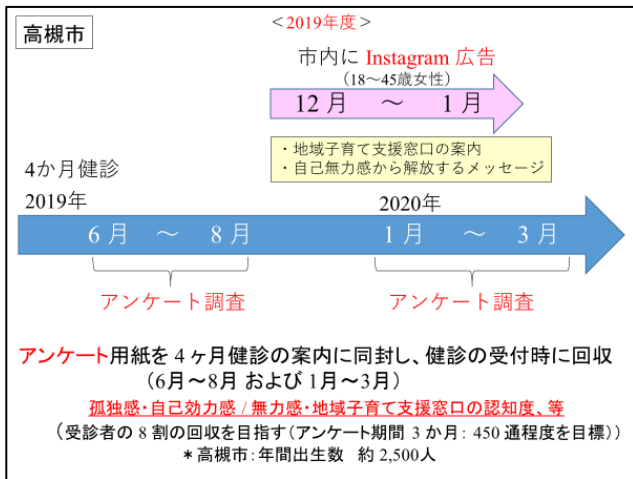 高槻市
＜2019年度＞
市内に Instagram 広告
(18～45歳女性)
12 月 ～ 1 月
・地域子育て支援窓口の案内
・自己無力感から解放するメッセージ
4か月健診
2019年
2020年
6 月 ～ 8 月
1 月 ～ 3 月
アンケート調査
アンケート調査
アンケート用紙を 4 ヶ月健診の案内に同封し、健診の受付時に回収
（6月～8月 および 1月～3月）
孤独感・自己効力感 / 無力感・地域子育て支援窓口の認知度、等
（受診者の 8 割の回収を目指す（アンケート期間 3 か月： 450 通程度を目標））
＊高槻市：年間出生数 約 2,500人